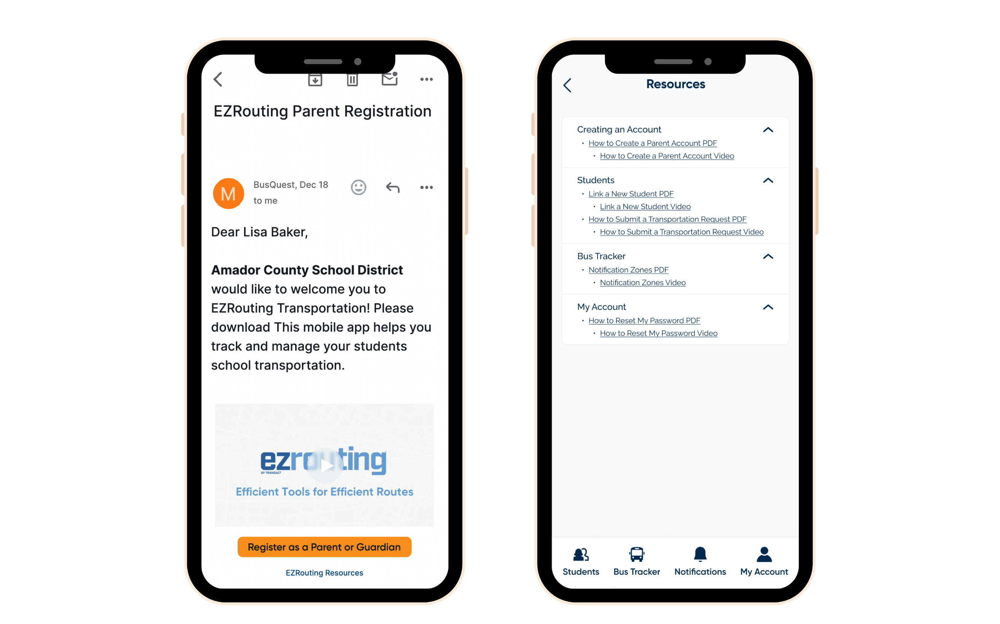 EZRouting Parent Registration
M
BusQuest, Dec 18
to me
Dear Lisa Baker,
Amador County School District
would like to welcome you to
EZRouting Transportation! Please
download This mobile app helps you
track and manage your students
school transportation.
ezrouting
BY TRANSACT
Efficient Tools for Efficient Routes
Register as a Parent or Guardian
EZRouting Resources
Resources
Creating an Account
• How to Create a Parent Account PDF
• How to Create a Parent Account Video
Students
• Link a New Student PDF
• Link a New Student Video
• How to Submit a Transportation Request PDF
• How to Submit a Transportation Request Video
Bus Tracker
• Notification Zones PDF
• Notification Zones Video
My Account
• How to Reset My Password PDF
• How to Reset My Password Video
Students Bus Tracker Notifications My Account